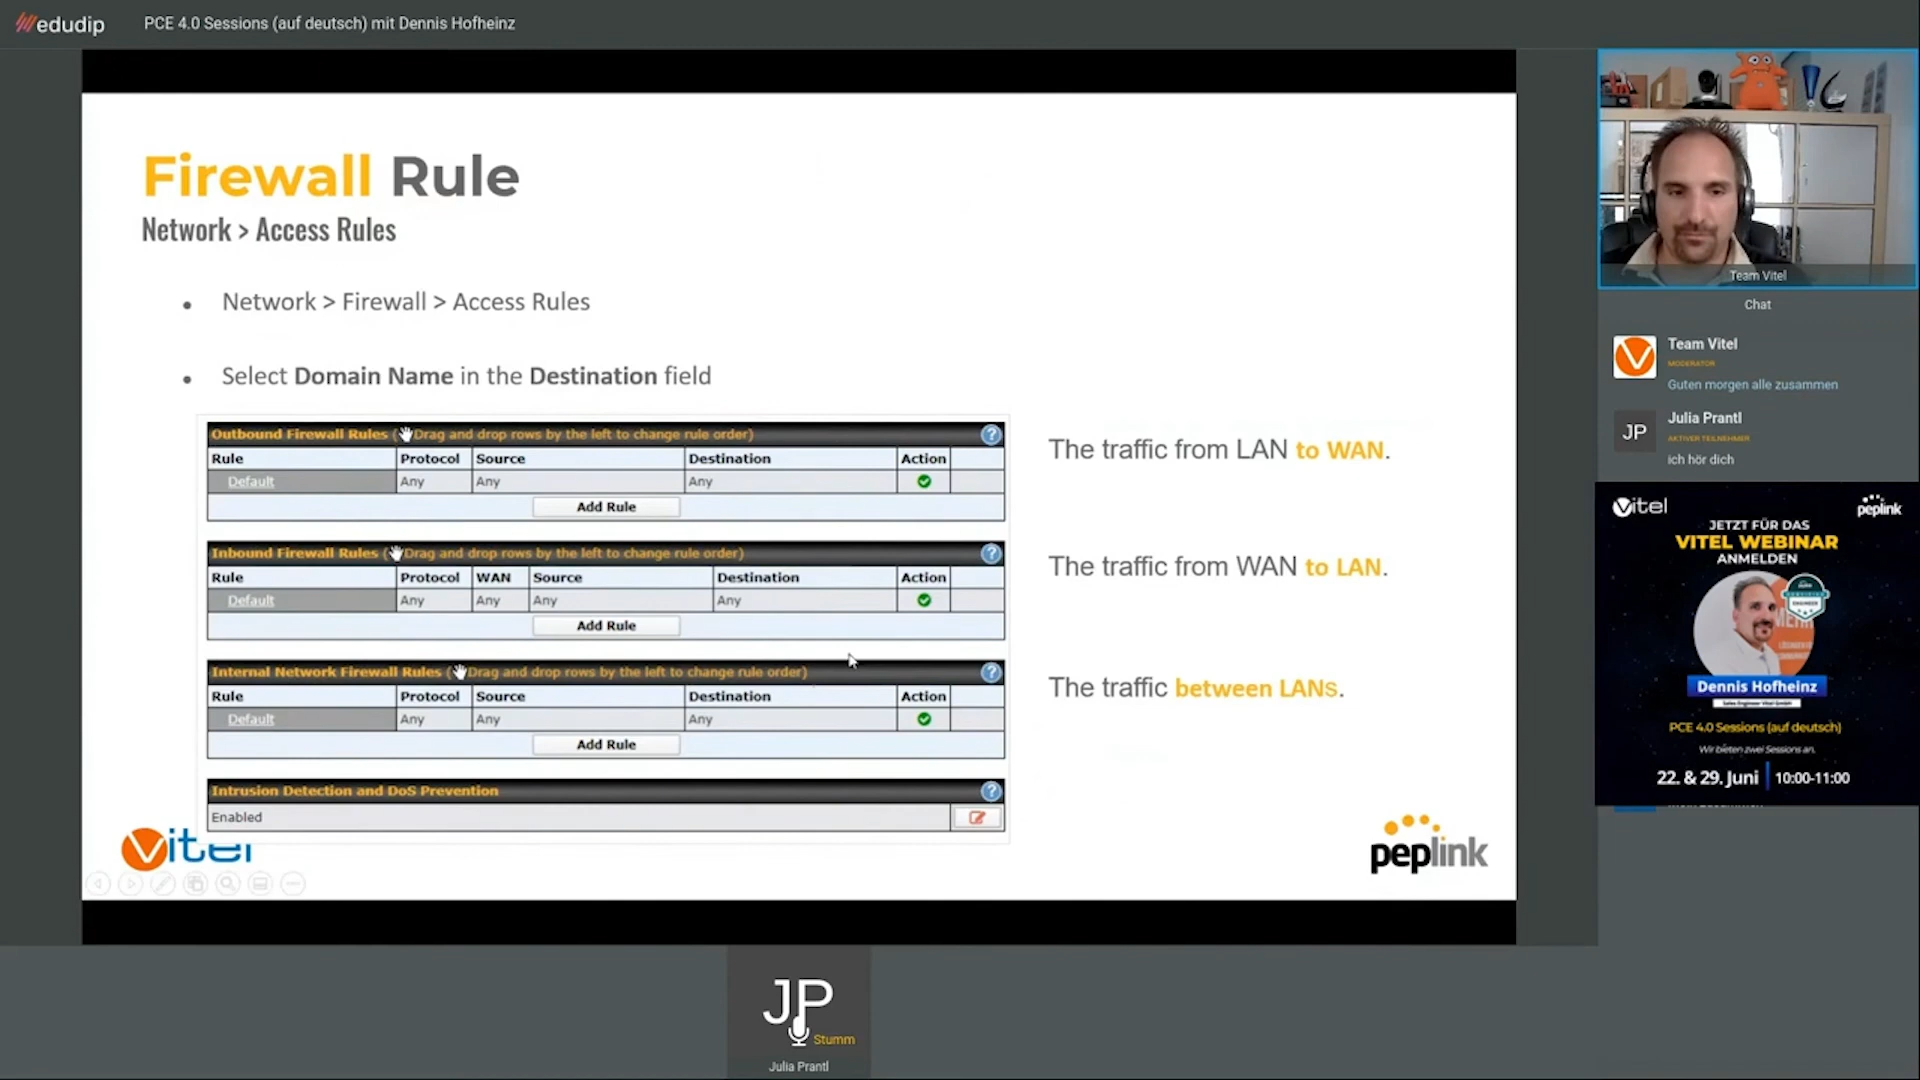 edudip
PCE 4.0 Sessions (auf deutsch) mit Dennis Hofheinz
Firewall Rule
Network > Access Rules
• Network > Firewall > Access Rules
• Select Domain Name in the Destination field
Outbound Firewall Rules (Drag and drop rows by the left to change rule order) ?
Rule Protocol Source Destination Action
Default Any Any Any
Add Rule
The traffic from LAN to WAN.
Inbound Firewall Rules (Drag and drop rows by the left to change rule order) ?
Rule Protocol WAN Source Destination Action
Default Any Any Any Any
Add Rule
The traffic from WAN to LAN.
Internal Network Firewall Rules (Drag and drop rows by the left to change rule order) ?
Rule Protocol Source Destination Action
Default Any Any Any
Add Rule
The traffic between LANs.
Intrusion Detection and DoS Prevention ?
Enabled
Vitel
peplink
Team Vitel
Chat
Team Vitel
MODERATOR
Guten morgen alle zusammen
JP
Julia Prantl
AKTIVER TEILNEHMER
ich hör dich
Vitel
peplink
JETZT FÜR DAS
VITEL WEBINAR
ANMELDEN
ENGINEER
Dennis Hofheinz
Sales Engineer Vitel GmbH
PCE 4.0 Sessions (auf deutsch)
Wir bieten zwei Sessions an.
22. & 29. Juni 10:00-11:00
JP
Stumm
Julia Prantl